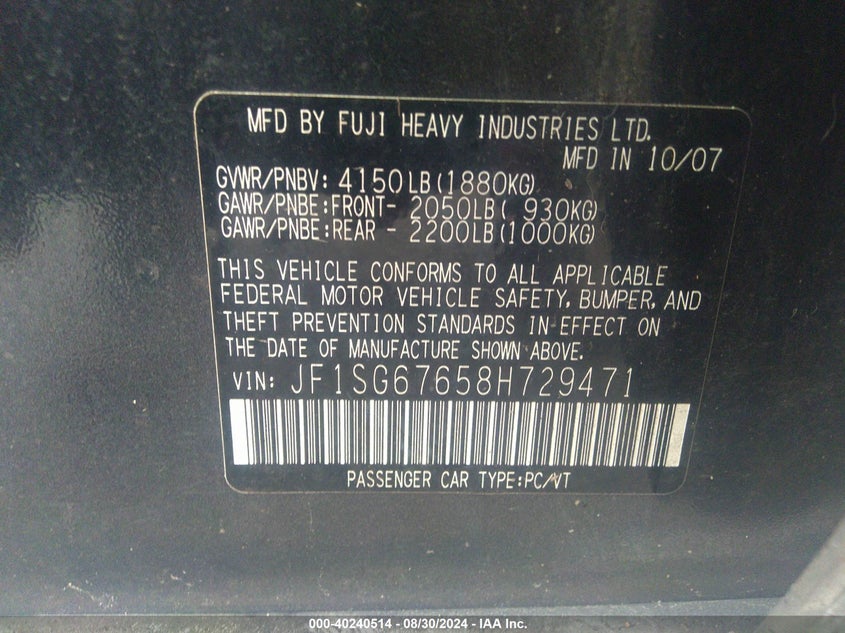 MFD BY FUJI HEAVY INDUSTRIES LTD.
MFD IN 10/07
GVWR/PNBV: 4150LB(1880KG)
GAWR/PNBE:FRONT- 2050LB( 930KG)
GAWR/PNBE:REAR - 2200LB(1000KG)
THIS VEHICLE CONFORMS TO ALL APPLICABLE
FEDERAL MOTOR VEHICLE SAFETY, BUMPER, AND
THEFT PREVENTION STANDARDS IN EFFECT ON
THE DATE OF MANUFACTURE SHOWN ABOVE.
VIN: JF1SG67658H729471
PASSENGER CAR TYPE:PC/VT
000-40240514 - 08/30/2024 - IAA Inc.